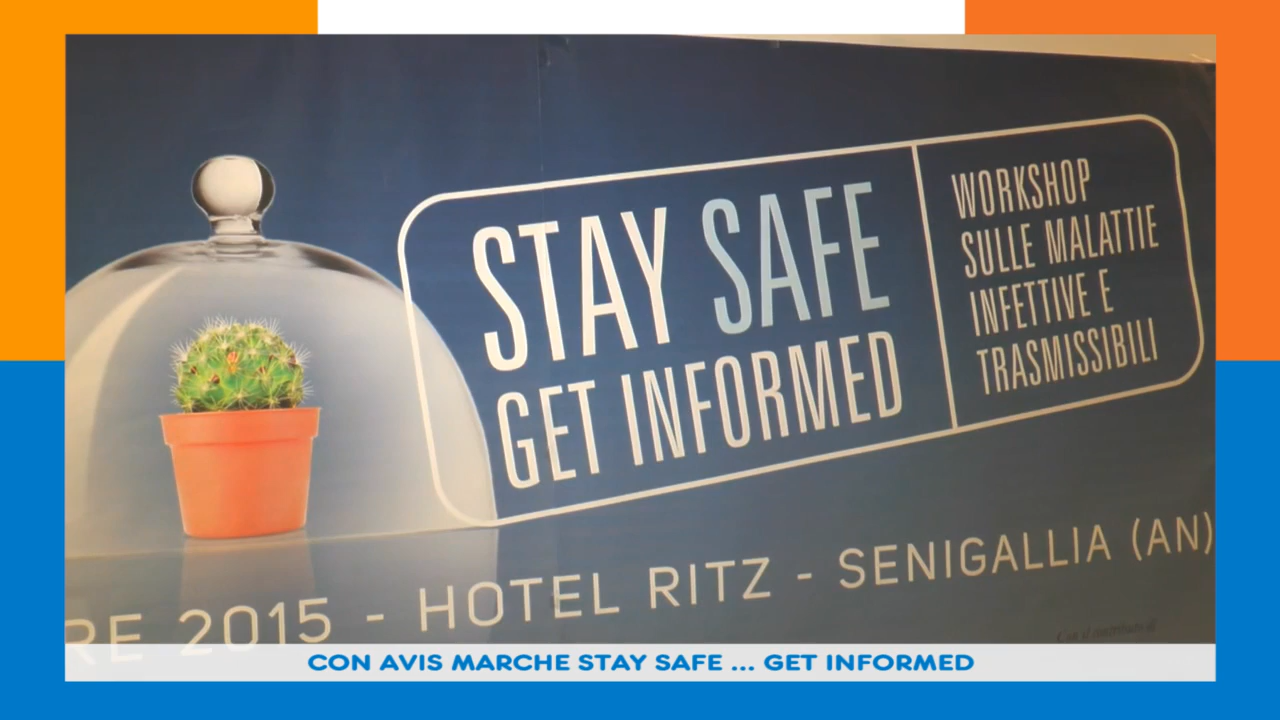 STAY SAFE
GET INFORMED
WORKSHOP
SULLE MALATTIE
INFETTIVE E
TRASMISSIBILI
RE 2015 - HOTEL RITZ - SENIGALLIA (AN)
CON AVIS MARCHE STAY SAFE ... GET INFORMED